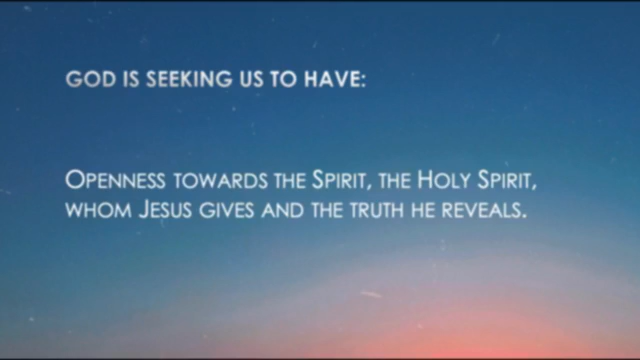 GOD IS SEEKING US TO HAVE:
OPENNESS TOWARDS THE SPIRIT, THE HOLY SPIRIT,
WHOM JESUS GIVES AND THE TRUTH HE REVEALS.